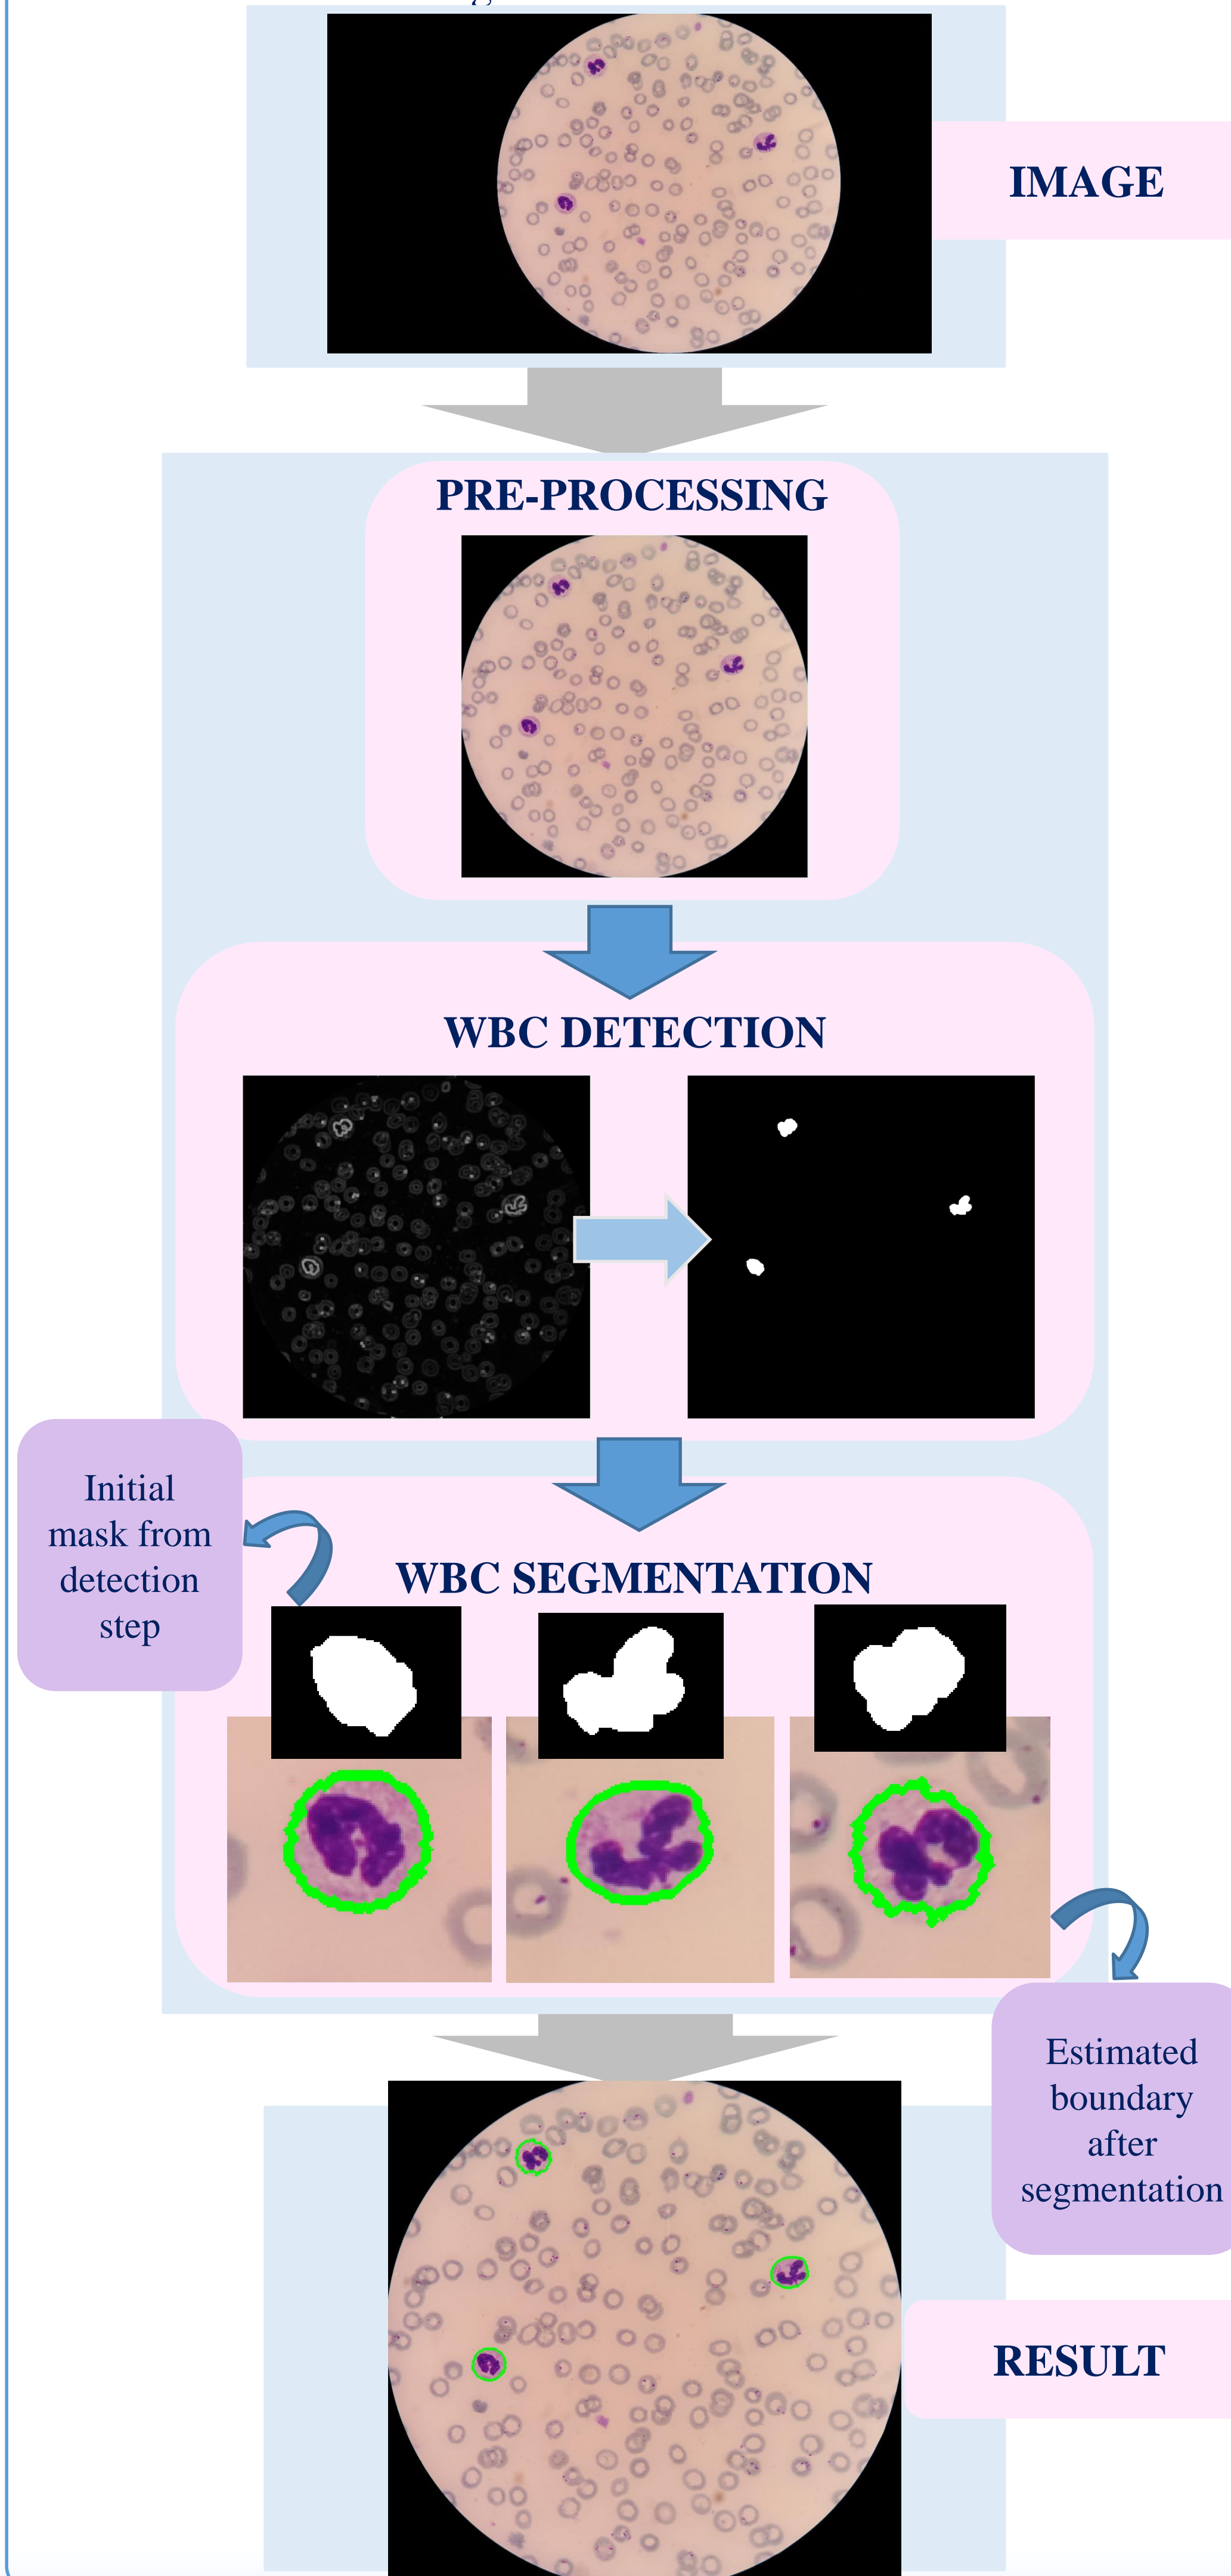 IMAGE
PRE-PROCESSING
WBC DETECTION
Initial
mask from
detection
step
WBC SEGMENTATION
Estimated
boundary
after
segmentation
RESULT